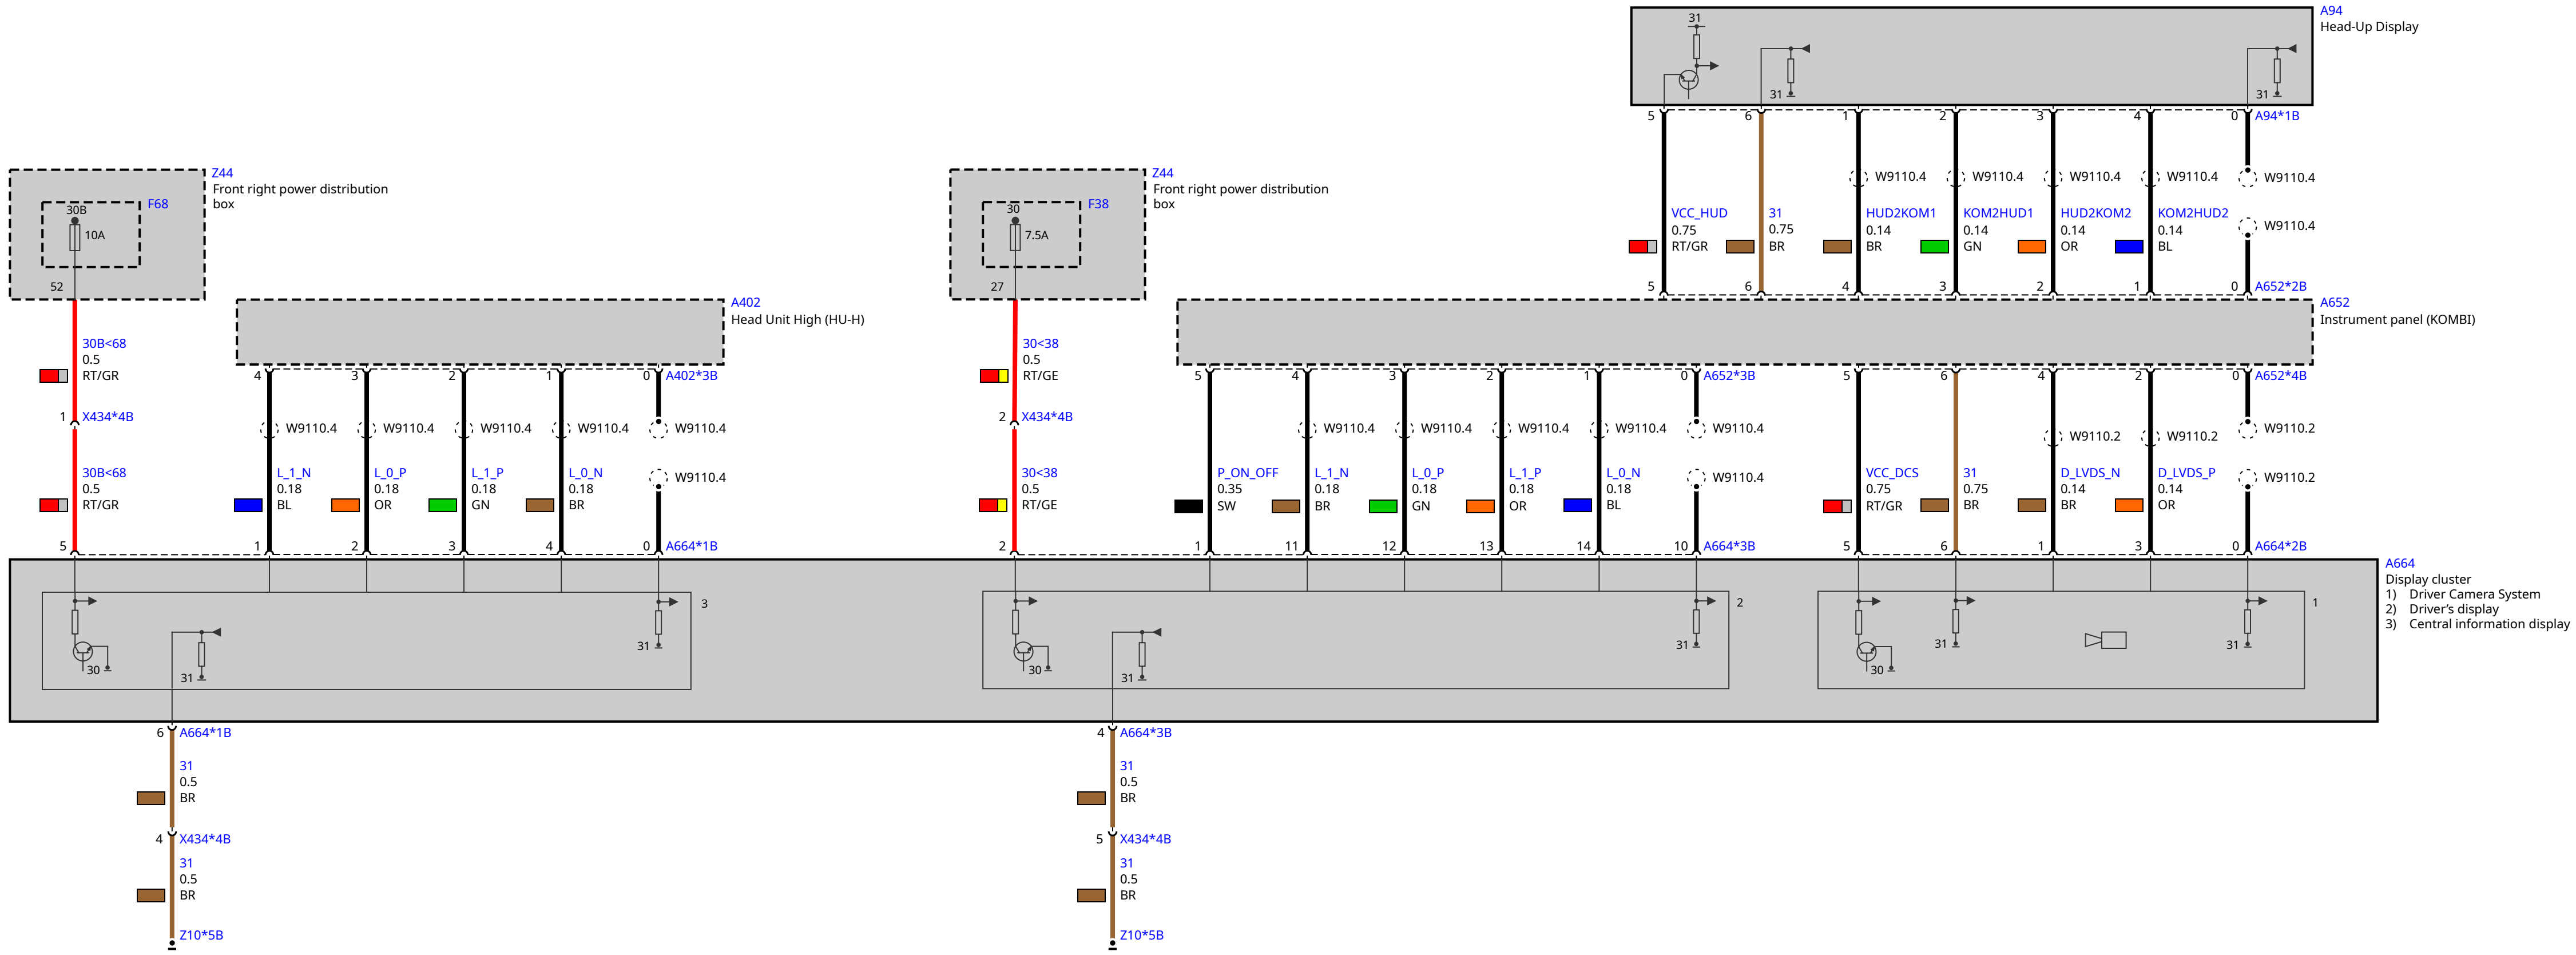 A94
Head-Up Display
31
31
31
5
6
1
2
3
4
0
A94*1B
W9110.4
W9110.4
W9110.4
W9110.4
W9110.4
W9110.4
VCC_HUD
0.75
RT/GR
31
0.75
BR
HUD2KOM1
0.14
BR
KOM2HUD1
0.14
GN
HUD2KOM2
0.14
OR
KOM2HUD2
0.14
BL
5
6
4
3
2
1
0
A652*2B
Z44
Front right power distribution
box
F68
30B
10A
52
Z44
Front right power distribution
box
F38
30
7.5A
27
A402
Head Unit High (HU-H)
A652
Instrument panel (KOMBI)
30B<68
0.5
RT/GR
1
X434*4B
30B<68
0.5
RT/GR
5
4
3
2
1
0
A402*3B
W9110.4
W9110.4
W9110.4
W9110.4
W9110.4
W9110.4
L_1_N
0.18
BL
L_0_P
0.18
OR
L_1_P
0.18
GN
L_0_N
0.18
BR
1
2
3
4
0
A664*1B
30<38
0.5
RT/GE
2
X434*4B
30<38
0.5
RT/GE
2
5
4
3
2
1
0
A652*3B
W9110.4
W9110.4
W9110.4
W9110.4
W9110.4
W9110.4
P_ON_OFF
0.35
SW
L_1_N
0.18
BR
L_0_P
0.18
GN
L_1_P
0.18
OR
L_0_N
0.18
BL
1
11
12
13
14
10
A664*3B
5
6
4
2
0
A652*4B
W9110.2
W9110.2
W9110.2
W9110.2
VCC_DCS
0.75
RT/GR
31
0.75
BR
D_LVDS_N
0.14
BR
D_LVDS_P
0.14
OR
5
6
1
3
0
A664*2B
A664
Display cluster
1) Driver Camera System
2) Driver’s display
3) Central information display
3
30
31
31
2
30
31
31
1
30
31
31
6
A664*1B
31
0.5
BR
4
X434*4B
31
0.5
BR
Z10*5B
4
A664*3B
31
0.5
BR
5
X434*4B
31
0.5
BR
Z10*5B